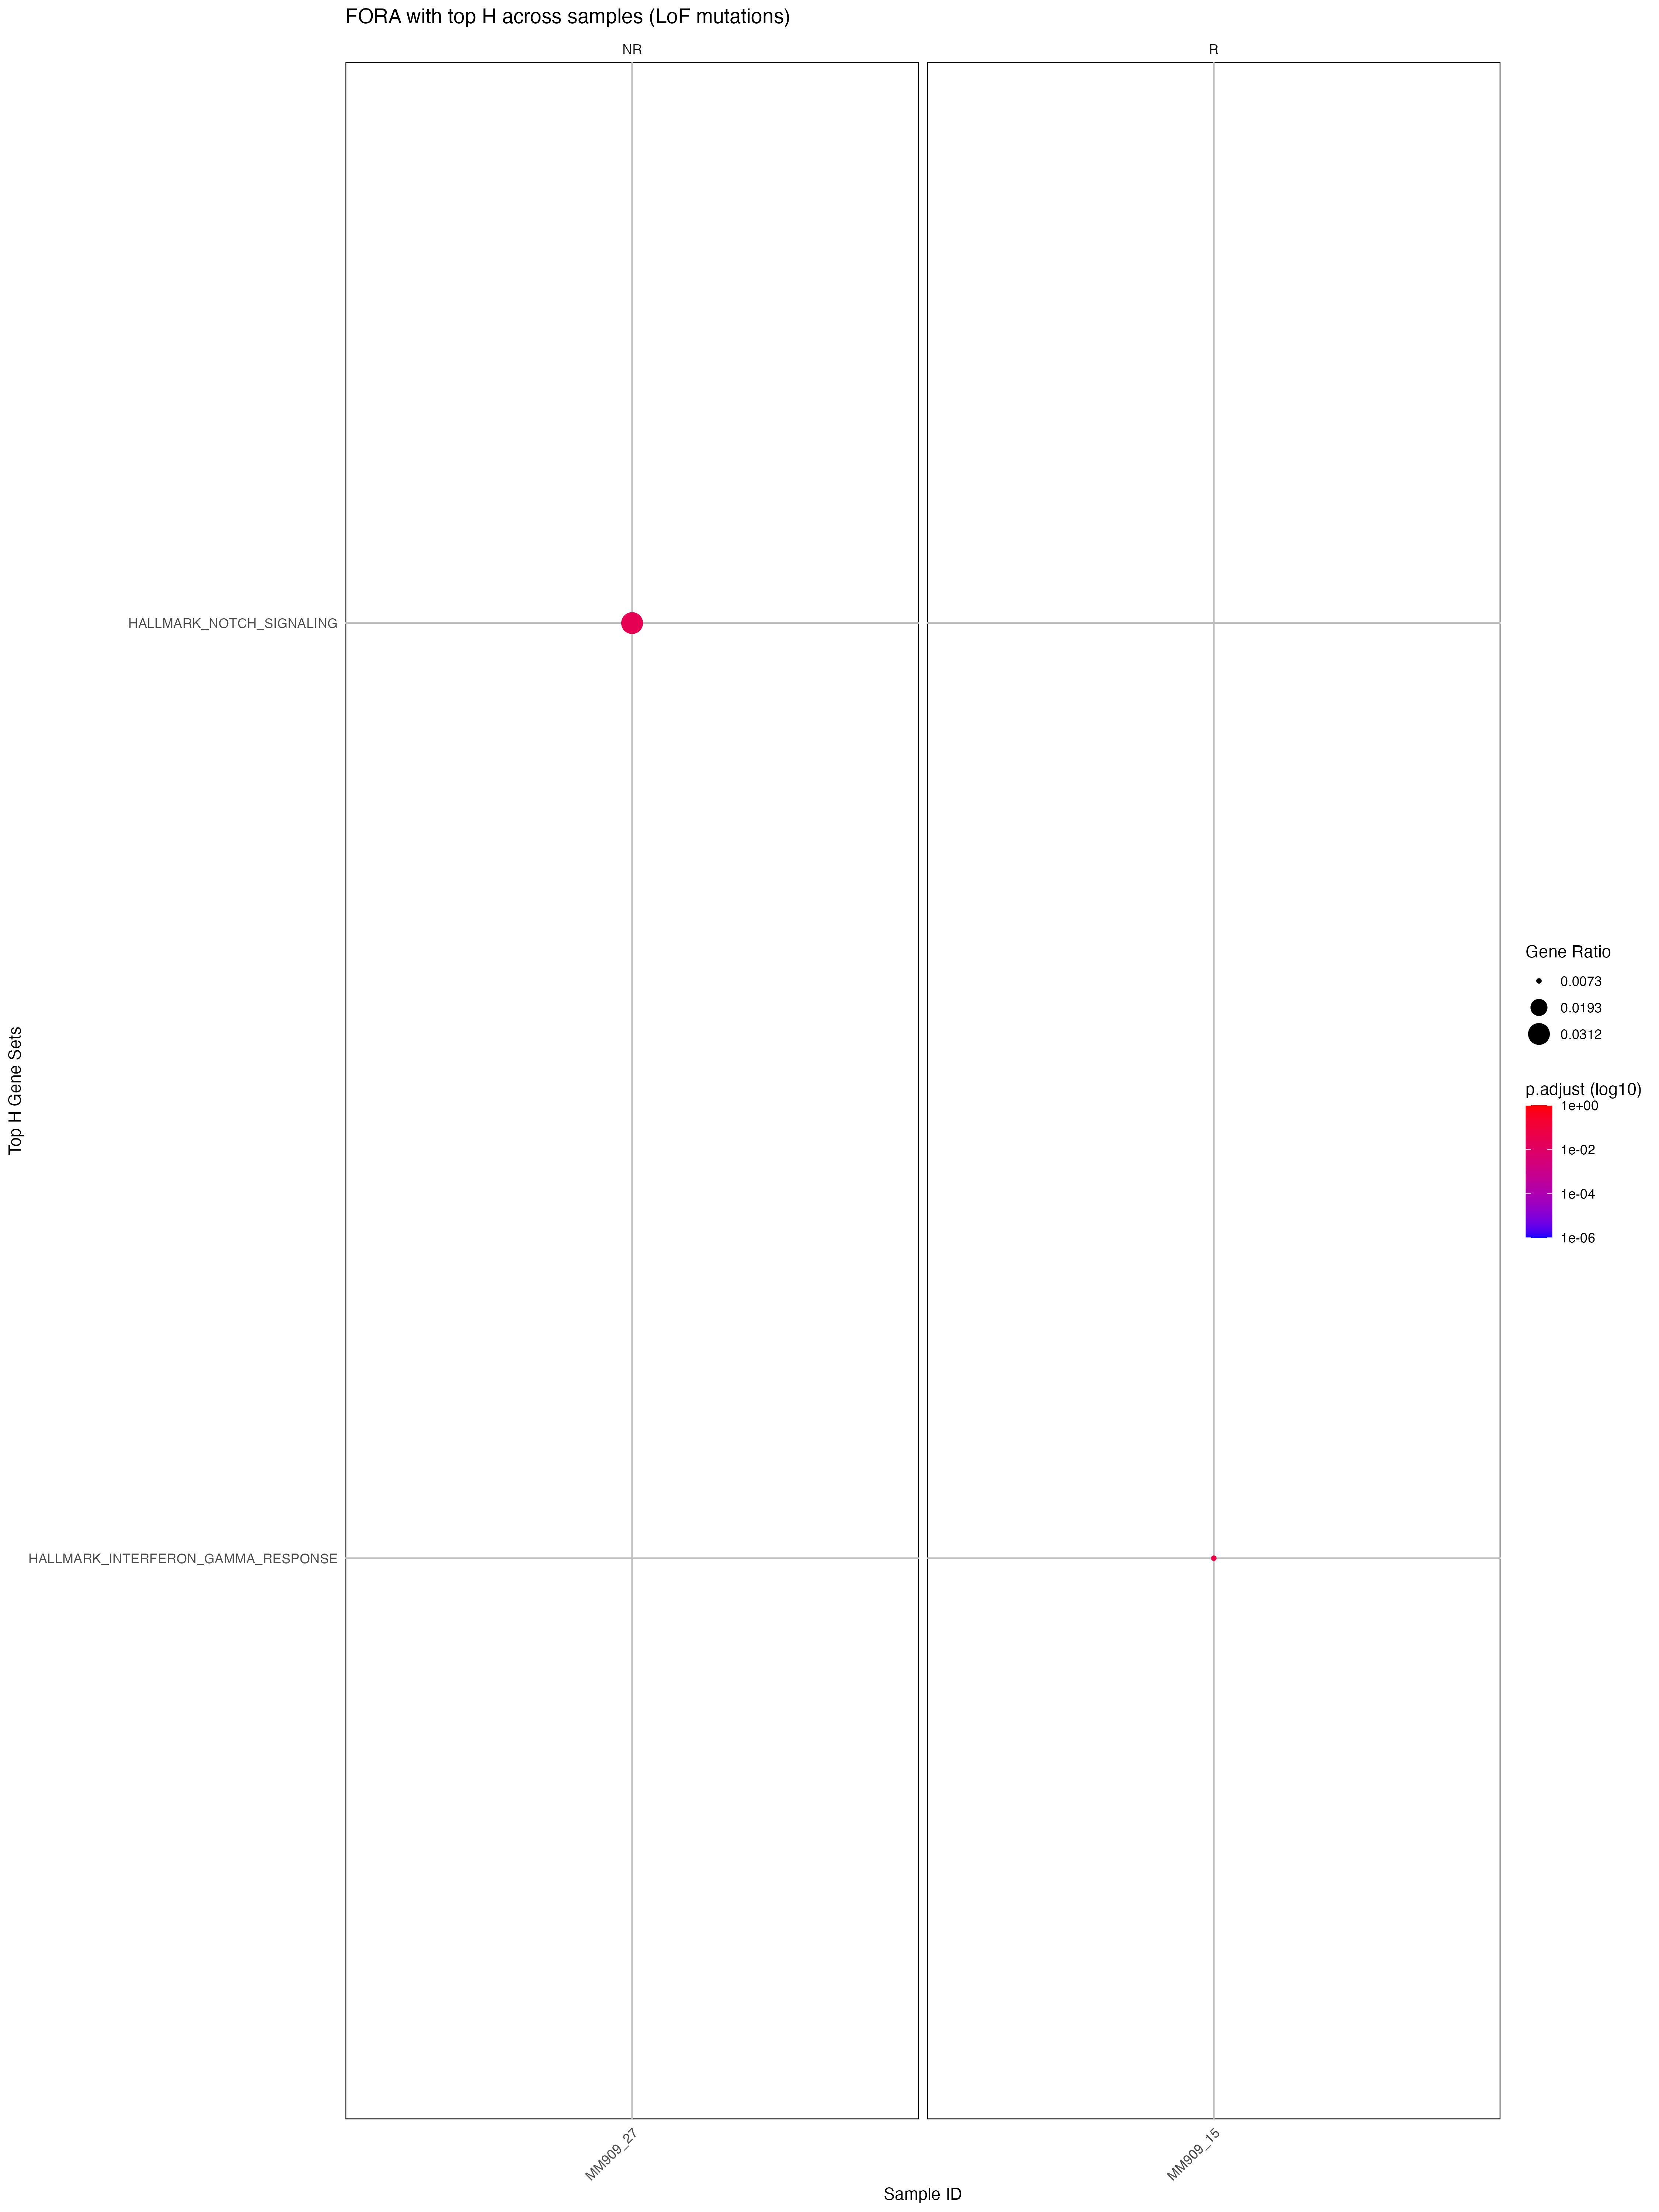 FORA with top H across samples (LoF mutations)
NR
R
HALLMARK_NOTCH_SIGNALING
HALLMARK_INTERFERON_GAMMA_RESPONSE
Top H Gene Sets
MM909_27
MM909_15
Sample ID
Gene Ratio
0.0073
0.0193
0.0312
p.adjust (log10)
1e+00
1e-02
1e-04
1e-06